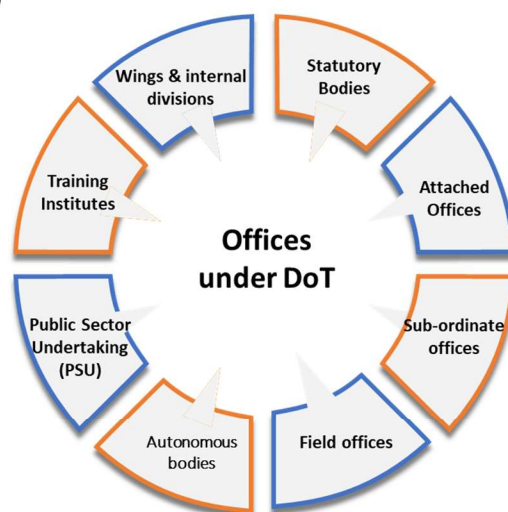 Wings & internal
divisions
Statutory
Bodies
Training
Institutes
Attached
Offices
Offices
under DoT
Public Sector
Undertaking
(PSU)
Sub-ordinate
offices
Autonomous
bodies
Field offices